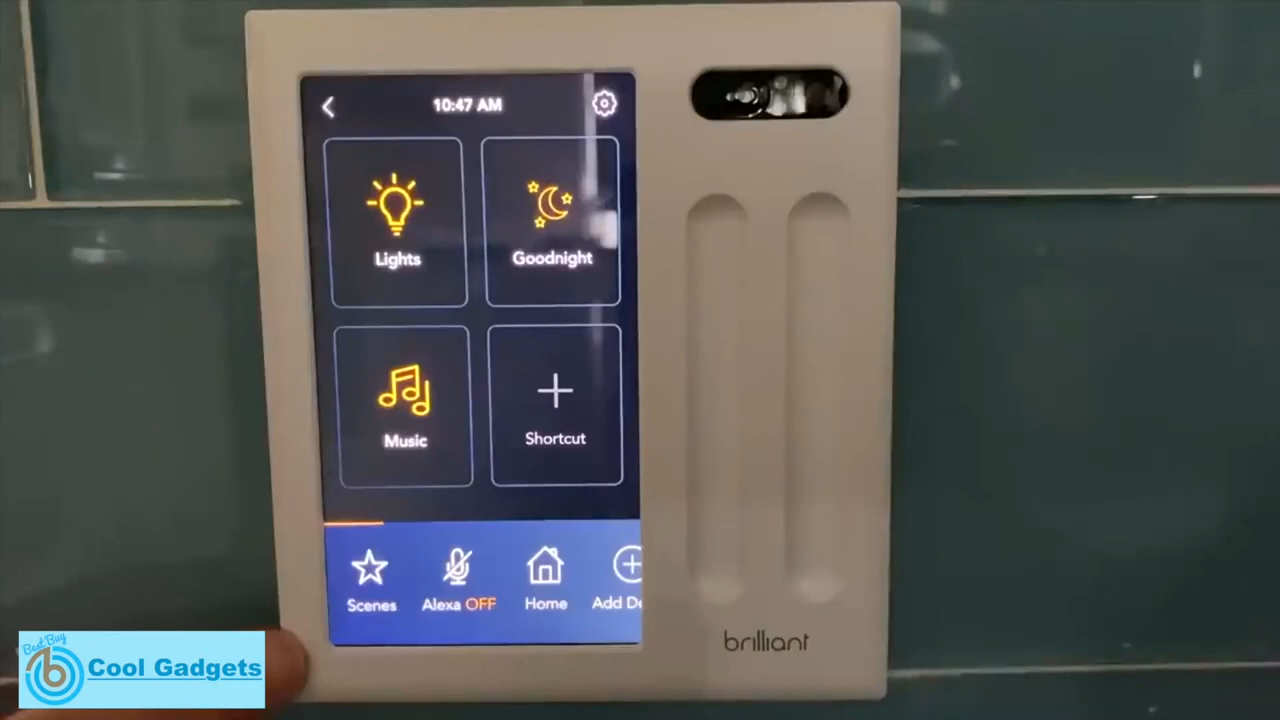 10:47 AM
Lights
Goodnight
Music
Shortcut
Scenes
Alexa OFF
Home
Add De
brilliant
Best Buy
b
Cool Gadgets